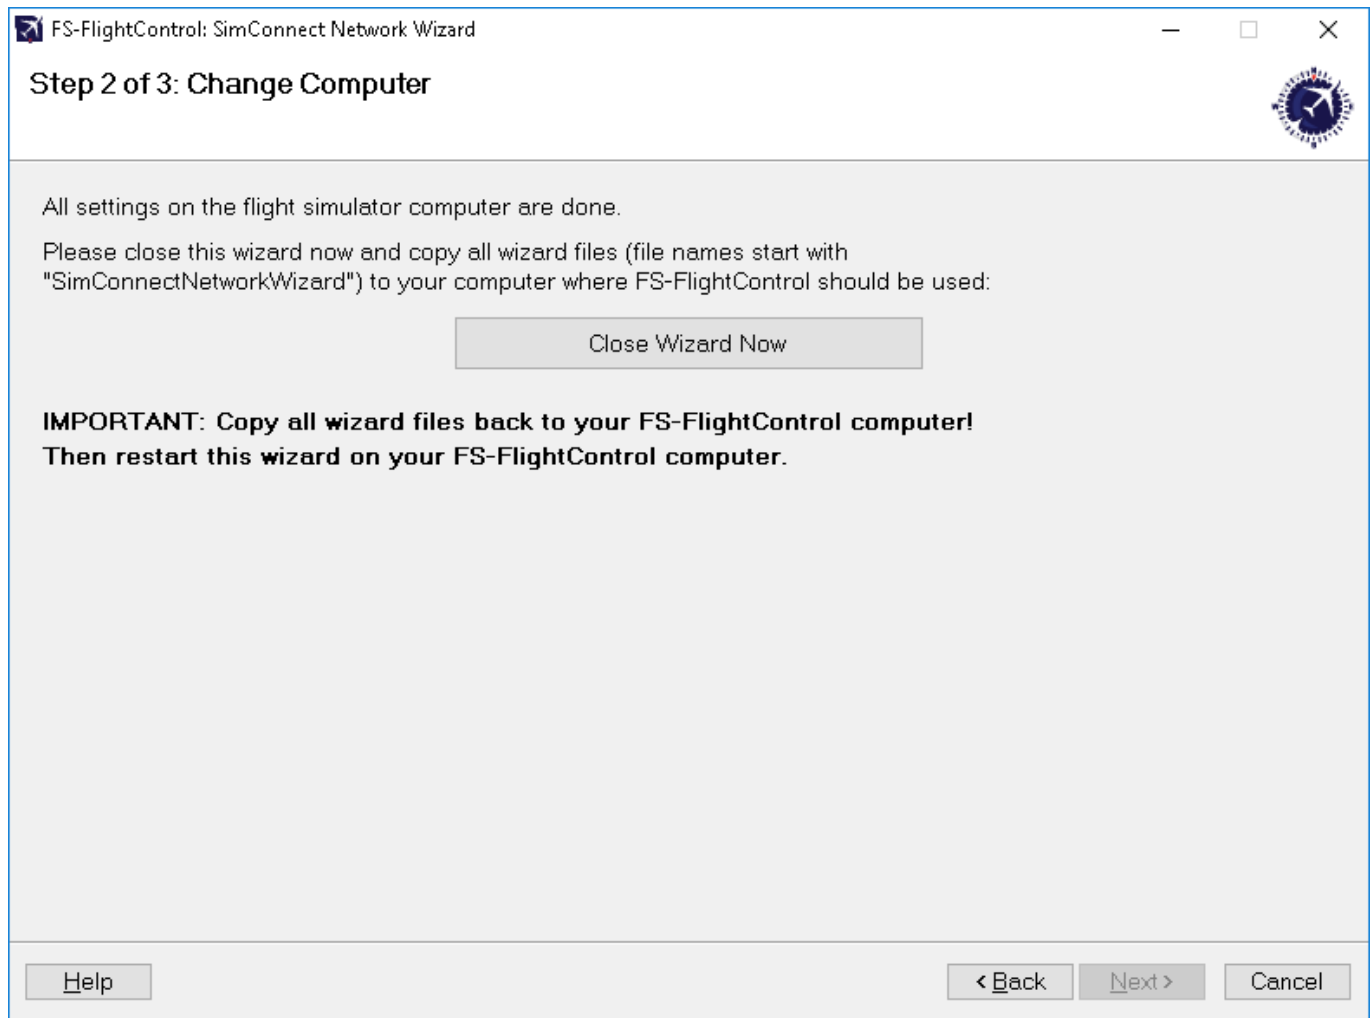 FS-FlightControl: SimConnect Network Wizard
Step 2 of 3: Change Computer
All settings on the flight simulator computer are done.
Please close this wizard now and copy all wizard files (file names start with
"SimConnectNetworkWizard") to your computer where FS-FlightControl should be used:
Close Wizard Now
IMPORTANT: Copy all wizard files back to your FS-FlightControl computer!
Then restart this wizard on your FS-FlightControl computer.
Help
< Back
Next >
Cancel